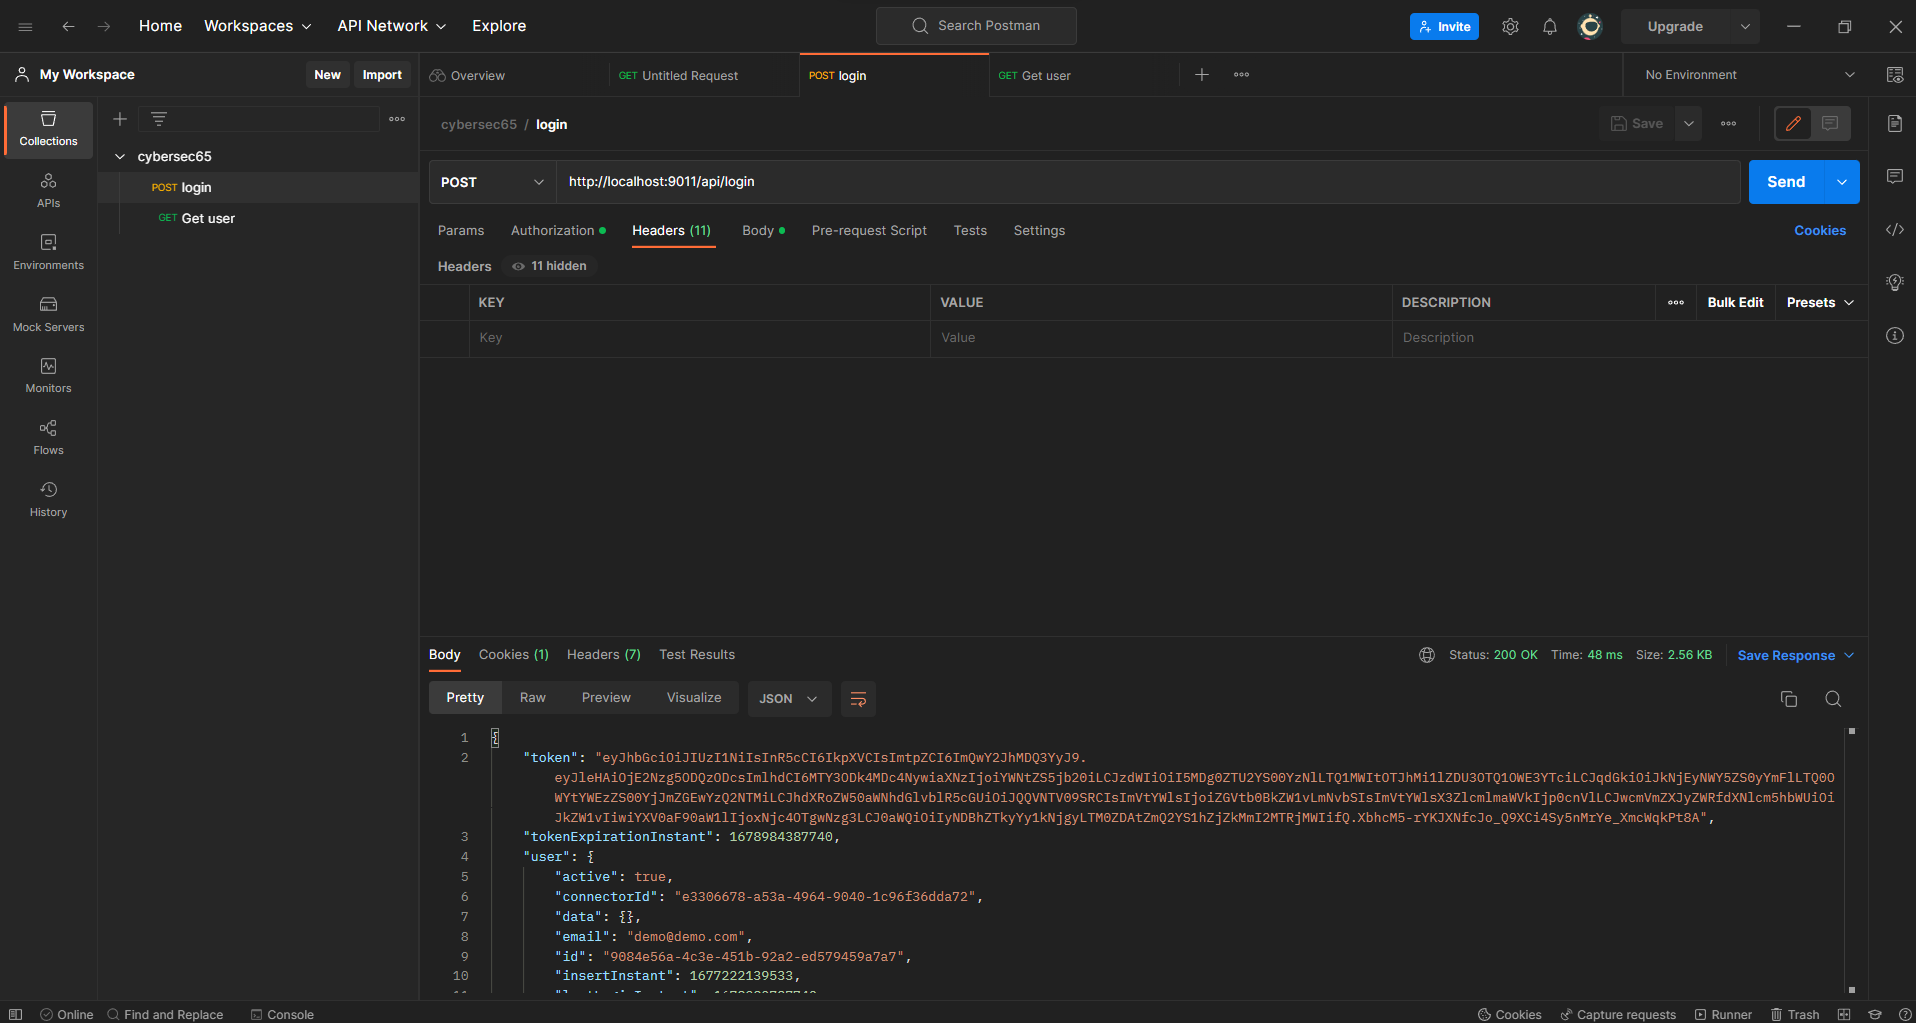 Home Workspaces API Network Explore Search Postman Invite Upgrade
My Workspace New Import Overview GET Untitled Request POST login GET Get user No Environment
Collections
APIs
Environments
Mock Servers
Monitors
Flows
History
cybersec65
POST login
GET Get user
cybersec65 / login Save
POST http://localhost:9011/api/login Send
Params Authorization Headers (11) Body Pre-request Script Tests Settings Cookies
Headers 11 hidden
KEY VALUE DESCRIPTION Bulk Edit Presets
Key Value Description
Body Cookies (1) Headers (7) Test Results Status: 200 OK Time: 48 ms Size: 2.56 KB Save Response
Pretty Raw Preview Visualize JSON
1 {
2 "token": "eyJhbGciOiJIUzI1NiIsInR5cCI6IkpXVCIsImtpZCI6ImQwY2JhMDQ3YyJ9.
eyJleHAiOjE2Nzg5ODQzODcsImlhdCI6MTY3ODk4MDc4NywiaXNzIjoiYWNtZS5jb20iLCJzdWIiOiI5MDg0ZTU2YS00YzNlLTQ1MWItOTJhMi1lZDU3OTQ1OWE3YTciLCJqdGkiOiJkNjEyNWY5ZS0yYmFlLTQ0O
WYtYWEzZS00YjJmZGEwYzQ2NTMiLCJhdXRoZW50aWNhdGlvblR5cGUiOiJQQVNTV09SRCIsImVtYWlsIjoiZGVtb0BkZW1vLmNvbSIsImVtYWlsX3ZlcmlmaWVkIjp0cnVlLCJwcmVmZXJyZWRfdXNlcm5hbWUiOi
JkZW1vIiwiYXV0aF90aW1lIjoxNjc4OTgwNzg3LCJ0aWQiOiIyNDBhZTkyYy1kNjgyLTM0ZDAtZmQ2YS1hZjZkMmI2MTRjMWIifQ.XbhcM5-rYKJXNfcJo_Q9XCi4Sy5nMrYe_XmcWqkPt8A",
3 "tokenExpirationInstant": 1678984387740,
4 "user": {
5 "active": true,
6 "connectorId": "e3306678-a53a-4964-9040-1c96f36dda72",
7 "data": {},
8 "email": "demo@demo.com",
9 "id": "9084e56a-4c3e-451b-92a2-ed579459a7a7",
10 "insertInstant": 1677222139533,
Online Find and Replace Console Cookies Capture requests Runner Trash